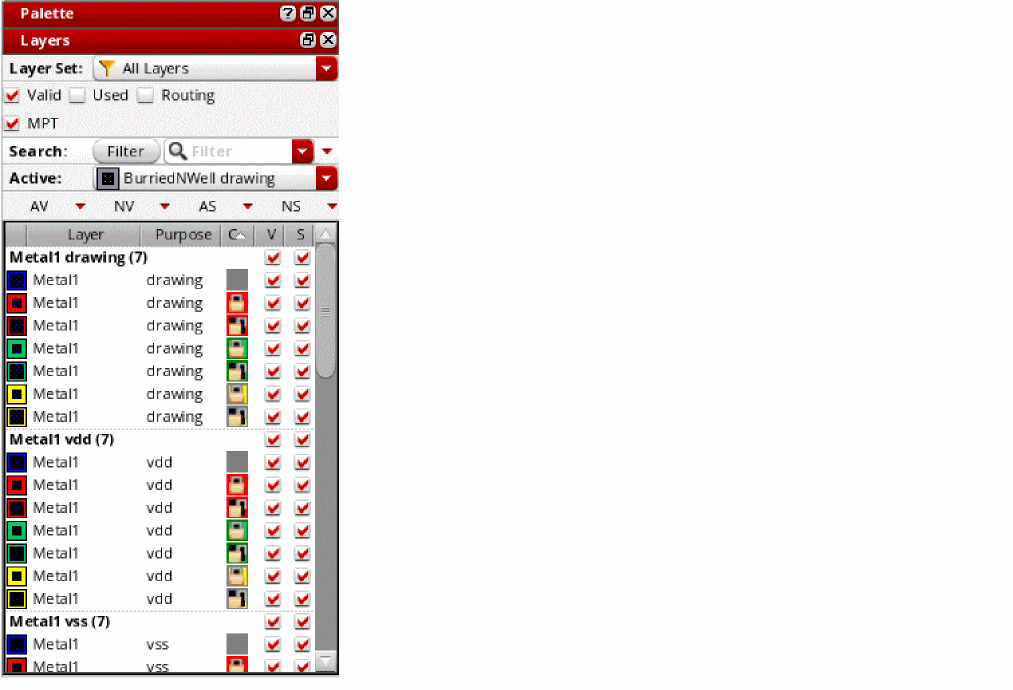 Palette
Layers
Layer Set: All Layers
Valid Used Routing
MPT
Search: Filter Filter
Active: BurriedNWell drawing
AV NV AS NS
Layer Purpose C V S
Metal1 drawing (7)
Metal1 drawing
Metal1 drawing
Metal1 drawing
Metal1 drawing
Metal1 drawing
Metal1 drawing
Metal1 drawing
Metal1 vdd (7)
Metal1 vdd
Metal1 vdd
Metal1 vdd
Metal1 vdd
Metal1 vdd
Metal1 vdd
Metal1 vdd
Metal1 vss (7)
Metal1 vss
Metal1 vss